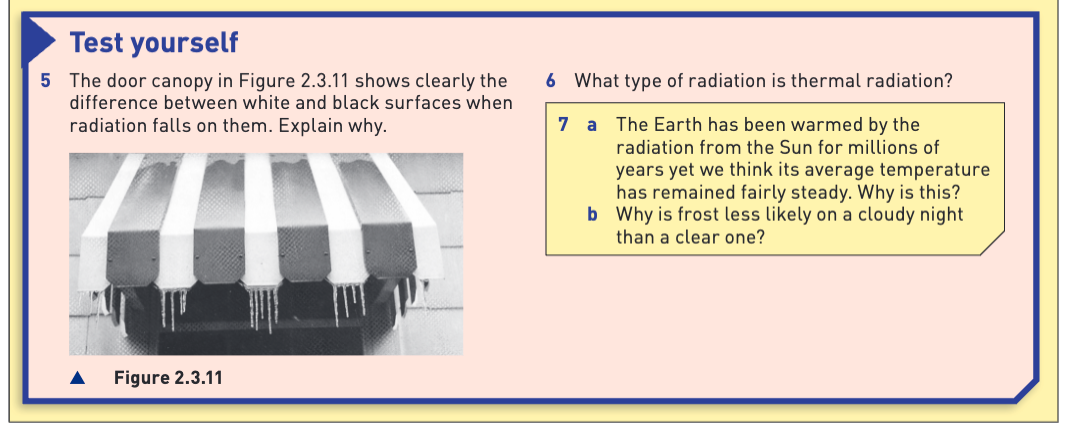 Test yourself
5 The door canopy in Figure 2.3.11 shows clearly the
difference between white and black surfaces when
radiation falls on them. Explain why.
▲ Figure 2.3.11
6 What type of radiation is thermal radiation?
7 a The Earth has been warmed by the
radiation from the Sun for millions of
years yet we think its average temperature
has remained fairly steady. Why is this?
b Why is frost less likely on a cloudy night
than a clear one?